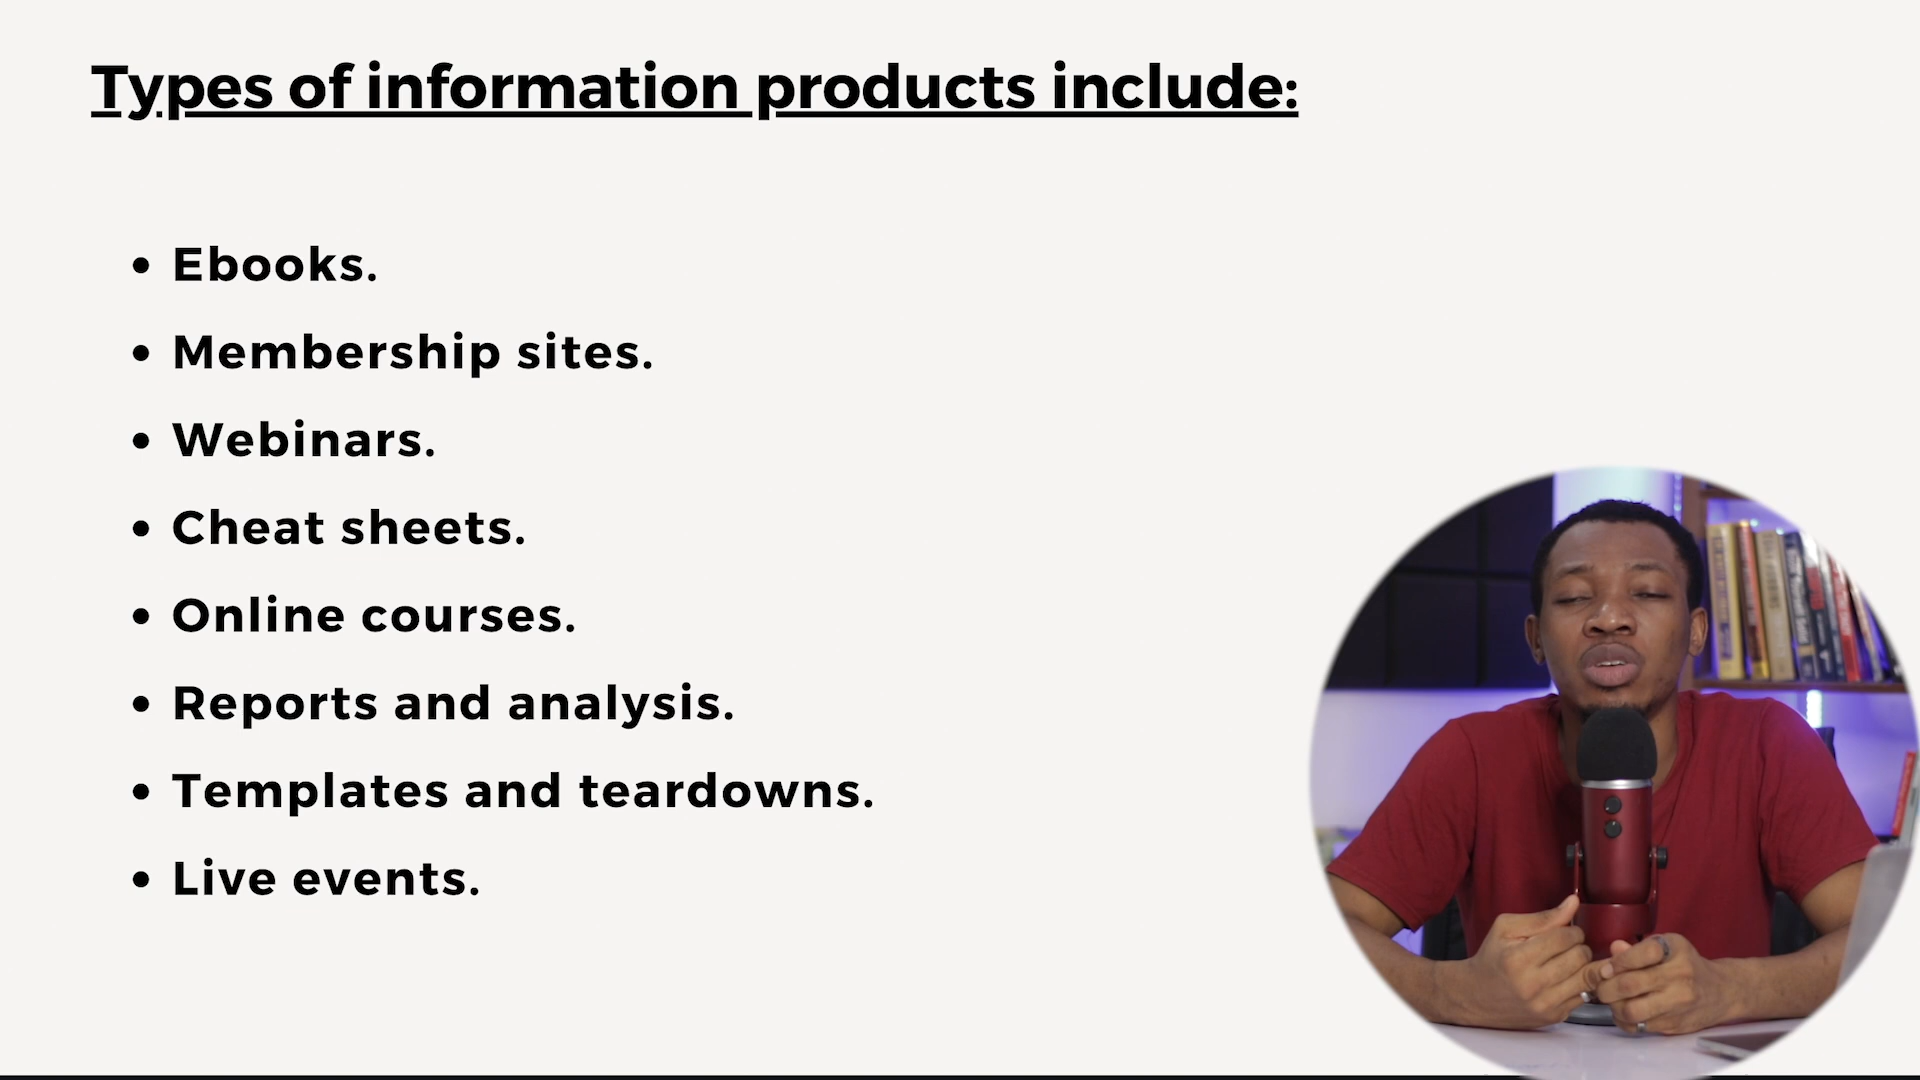 Types of information products include:
• Ebooks.
• Membership sites.
• Webinars.
• Cheat sheets.
• Online courses.
• Reports and analysis.
• Templates and teardowns.
• Live events.